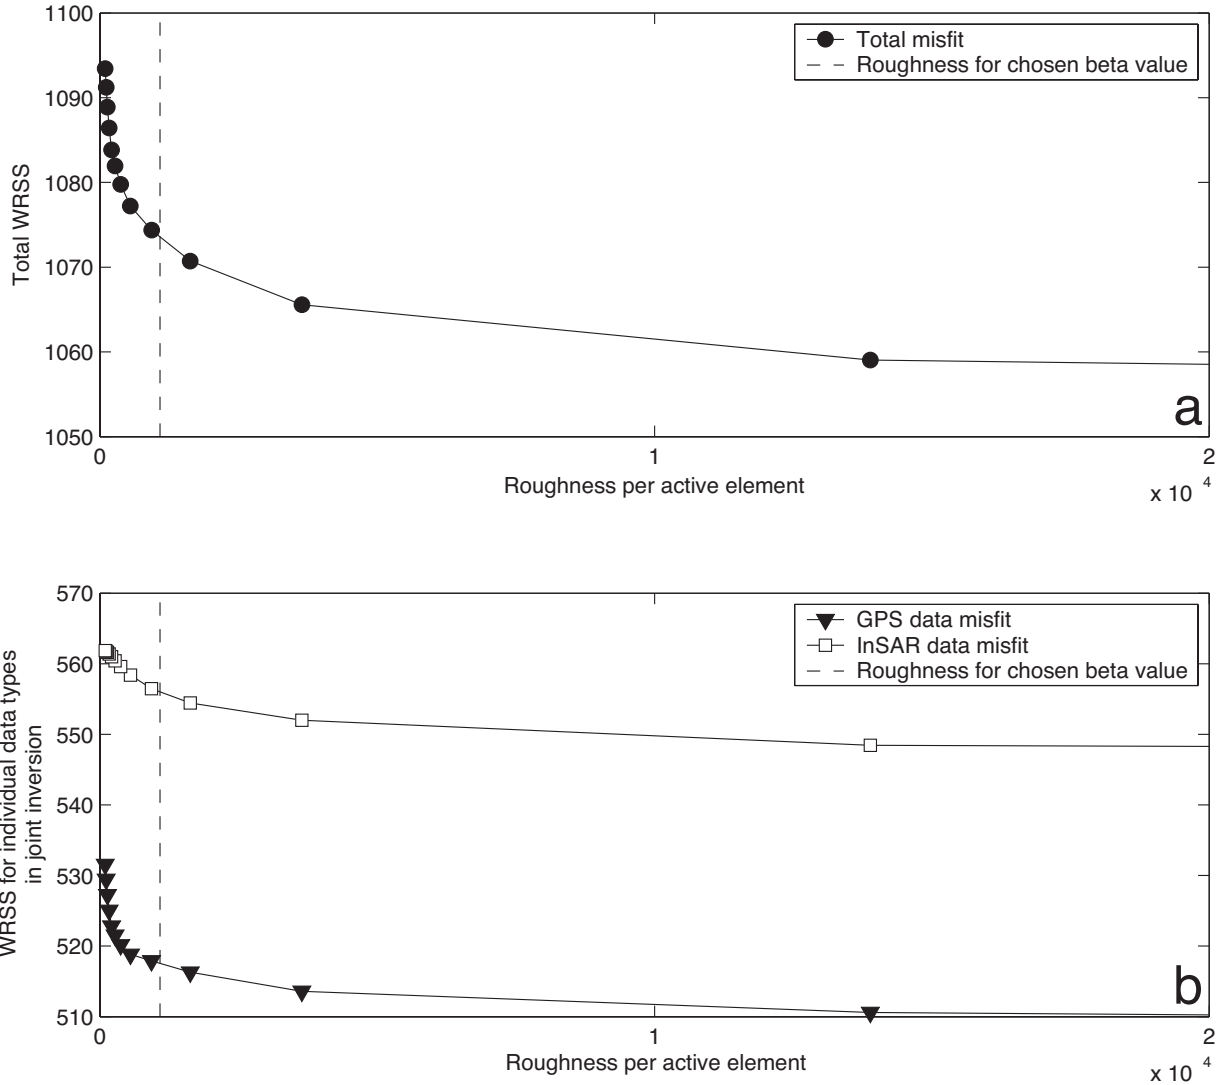 1100
1090
1080
1070
1060
1050
Total WRSS
Total misfit
Roughness for chosen beta value
a
0
1
2
Roughness per active element
x 10 4
570
560
550
540
530
520
510
WRSS for individual data types
in joint inversion
GPS data misfit
InSAR data misfit
Roughness for chosen beta value
b
0
1
2
Roughness per active element
x 10 4